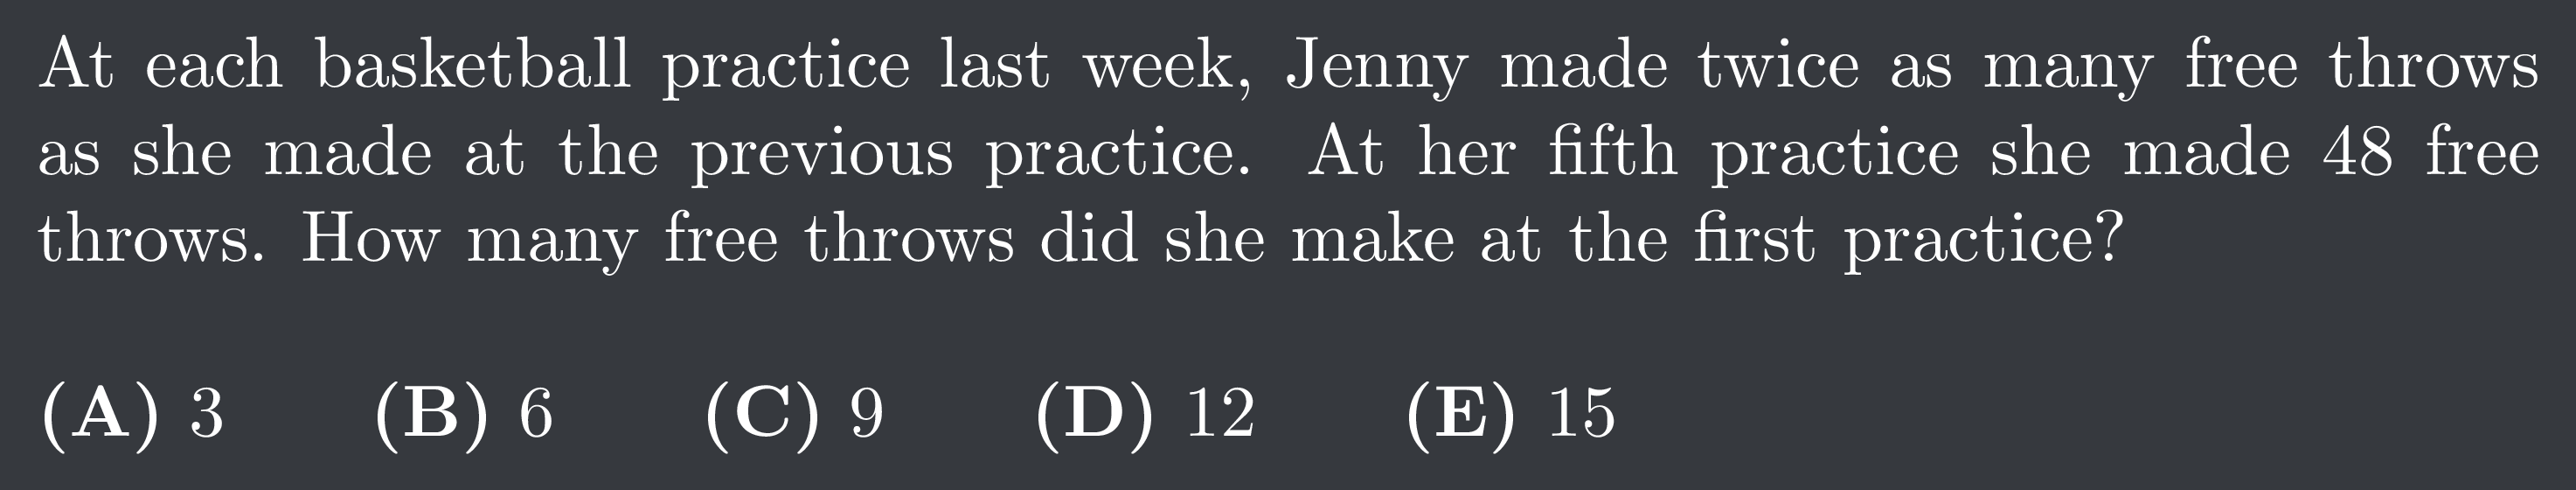 At each basketball practice last week, Jenny made twice as many free throws
as she made at the previous practice. At her fifth practice she made 48 free
throws. How many free throws did she make at the first practice?
(A) 3 (B) 6 (C) 9 (D) 12 (E) 15